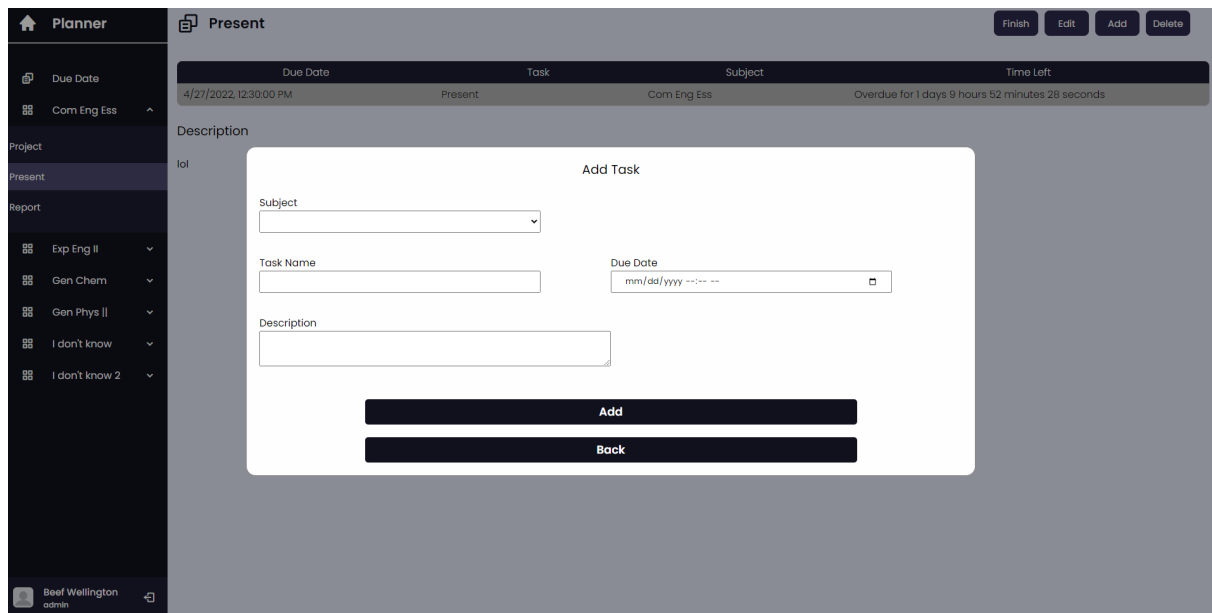 Planner
Present
Finish
Edit
Add
Delete
Due Date
Com Eng Ess
Project
Present
Report
Exp Eng II
Gen Chem
Gen Phys ||
I don't know
I don't know 2
Beef Wellington
admin
Due Date Task Subject Time Left
4/27/2022, 12:30:00 PM Present Com Eng Ess Overdue for 1 days 9 hours 52 minutes 28 seconds
Description
lol
Add Task
Subject
Task Name
Due Date
mm/dd/yyyy --:-- --
Description
Add
Back